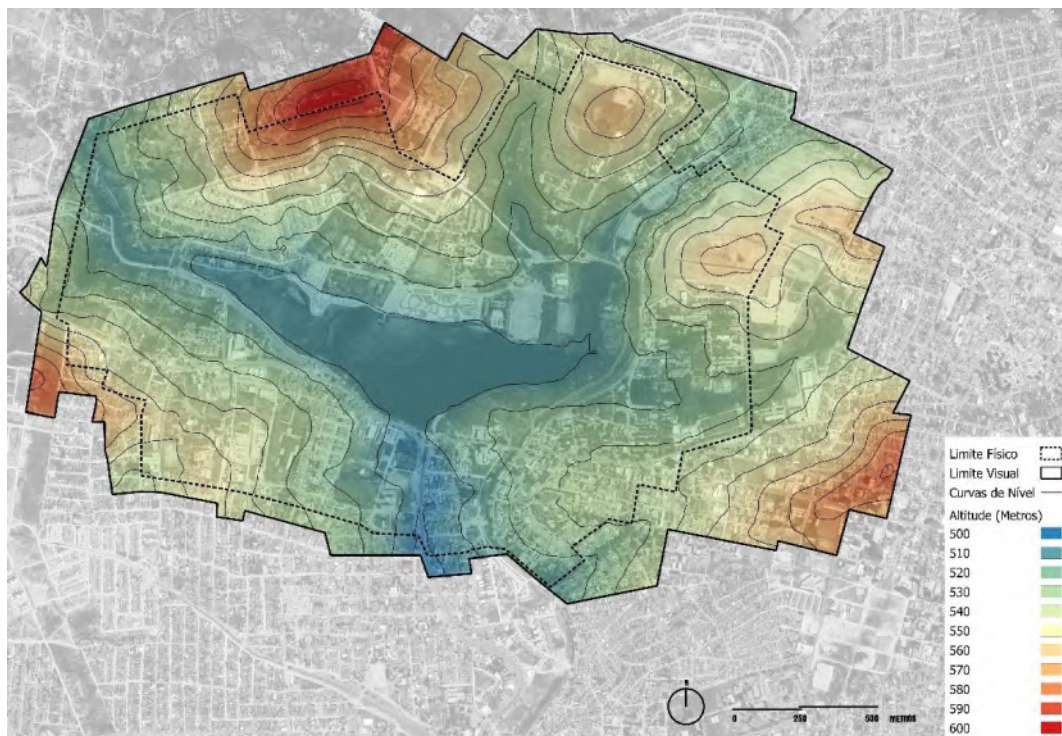 Limite Físico
Limite Visual
Curvas de Nível
Altitude (Metros)
500
510
520
530
540
550
560
570
580
590
600
N
0 250 500 METROS